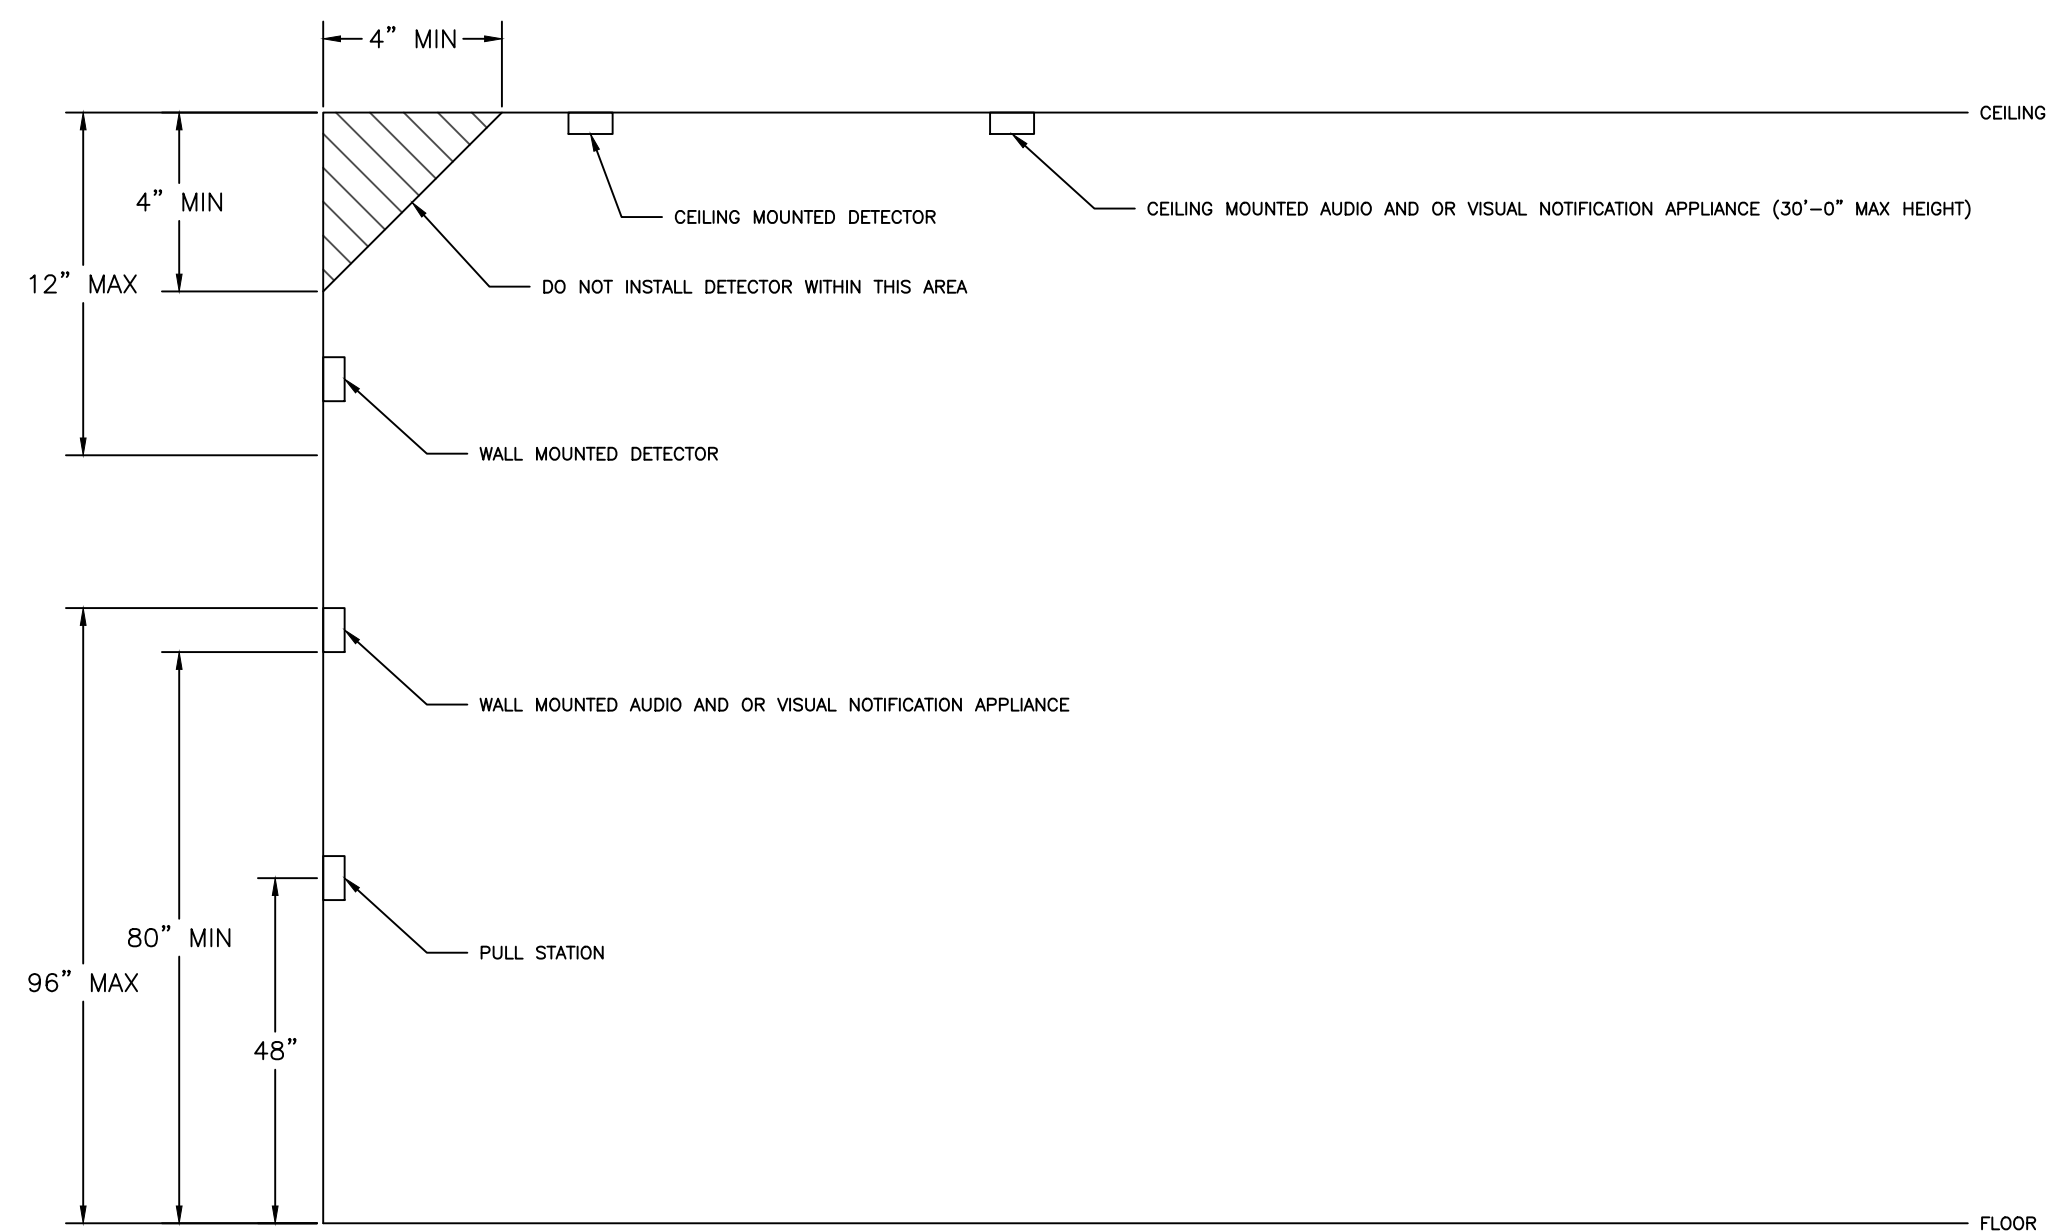 4” MIN
CEILING
4” MIN
CEILING MOUNTED DETECTOR
CEILING MOUNTED AUDIO AND OR VISUAL NOTIFICATION APPLIANCE (30'-0” MAX HEIGHT)
12” MAX
DO NOT INSTALL DETECTOR WITHIN THIS AREA
WALL MOUNTED DETECTOR
WALL MOUNTED AUDIO AND OR VISUAL NOTIFICATION APPLIANCE
80” MIN
PULL STATION
96” MAX
48”
FLOOR